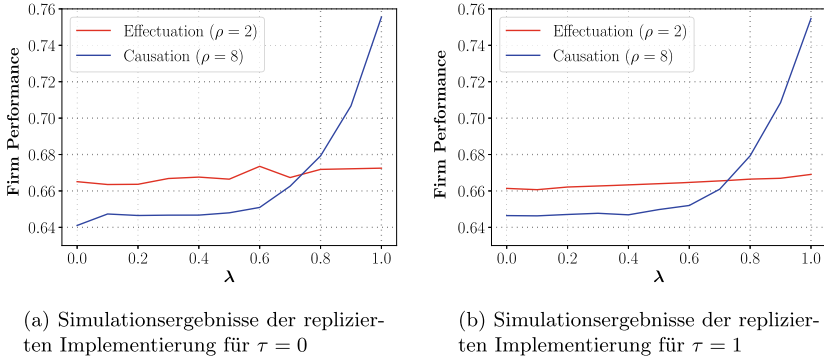 0.76
0.74
0.72
0.70
0.68
0.66
0.64
Firm Performance
Effectuation (ρ = 2)
Causation (ρ = 8)
0.0 0.2 0.4 0.6 0.8 1.0
λ
(a) Simulationsergebnisse der replizier-
ten Implementierung für τ = 0
0.76
0.74
0.72
0.70
0.68
0.66
0.64
Firm Performance
Effectuation (ρ = 2)
Causation (ρ = 8)
0.0 0.2 0.4 0.6 0.8 1.0
λ
(b) Simulationsergebnisse der replizier-
ten Implementierung für τ = 1